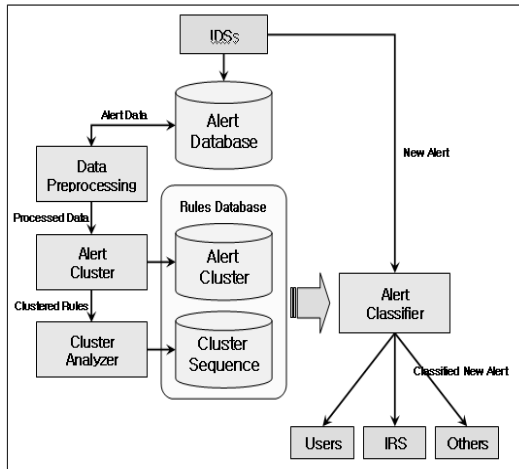 IDSs
Alert
Database
Alert Data
Data
Preprocessing
New Alert
Processed Data
Rules Database
Alert
Cluster
Alert
Cluster
Clustered Rules
Cluster
Analyzer
Cluster
Sequence
Alert
Classifier
Classified New Alert
Users
IRS
Others